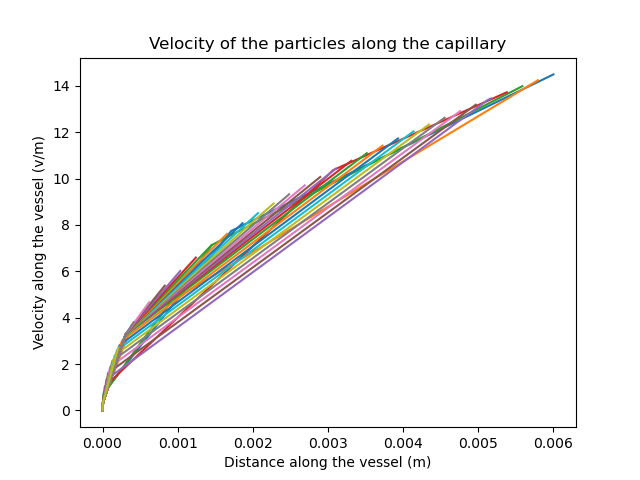 Velocity of the particles along the capillary
Velocity along the vessel (v/m)
14
12
10
8
6
4
2
0
0.000 0.001 0.002 0.003 0.004 0.005 0.006
Distance along the vessel (m)